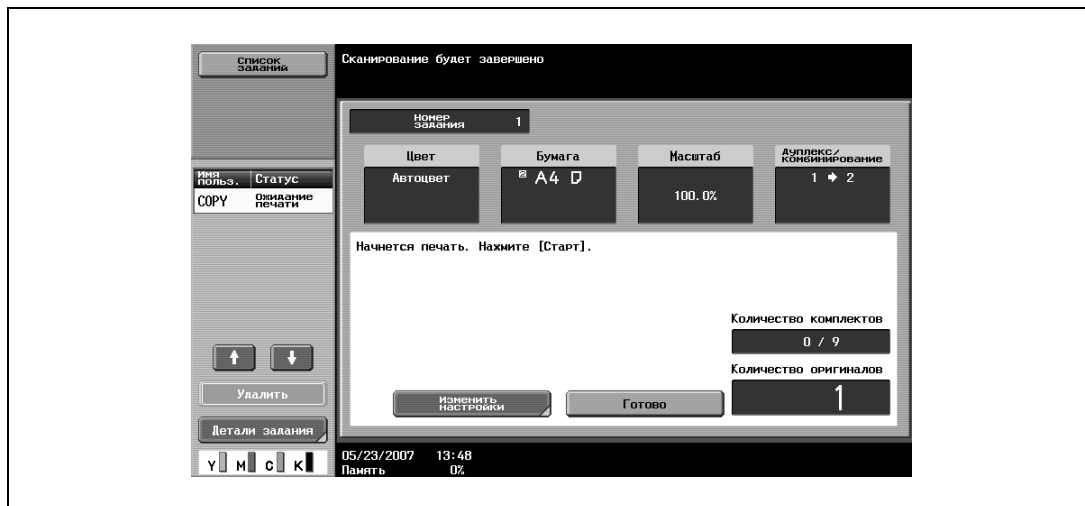 Список
заданий
Сканирование будет завершено
Номер
задания
1
Цвет
Бумага
Масштаб
Дуплекс/
комбинирование
Автоцвет
A4
100.0%
1 → 2
Имя
польз.
Статус
COPY
Ожидание
печати
Начнется печать. Нажмите [Старт].
Количество комплектов
0 / 9
Количество оригиналов
1
Изменить
настройки
Готово
Удалить
Детали задания
Y M C K
05/23/2007 13:48
Память 0%